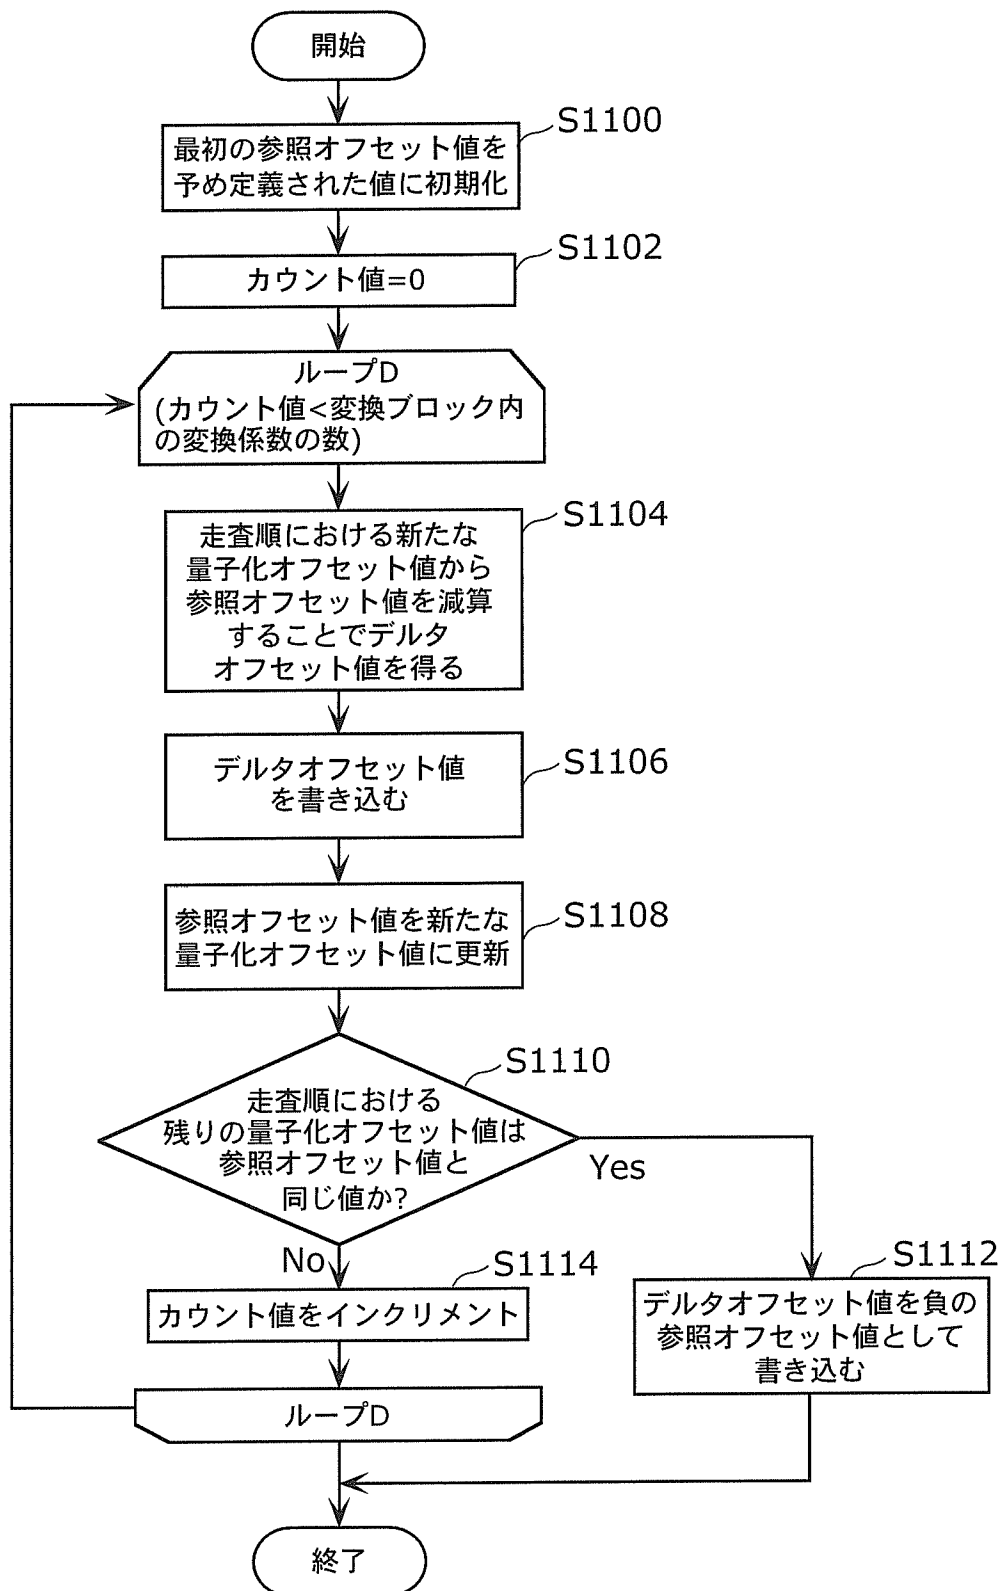 開始
S1100
最初の参照オフセット値を
予め定義された値に初期化
S1102
カウント値=0
ループD
(カウント値<変換ブロック内
の変換係数の数)
S1104
走査順における新たな
量子化オフセット値から
参照オフセット値を減算
することでデルタ
オフセット値を得る
S1106
デルタオフセット値
を書き込む
S1108
参照オフセット値を新たな
量子化オフセット値に更新
S1110
走査順における
残りの量子化オフセット値は
参照オフセット値と
同じ値か?
Yes
No
S1114
カウント値をインクリメント
S1112
デルタオフセット値を負の
参照オフセット値として
書き込む
ループD
終了